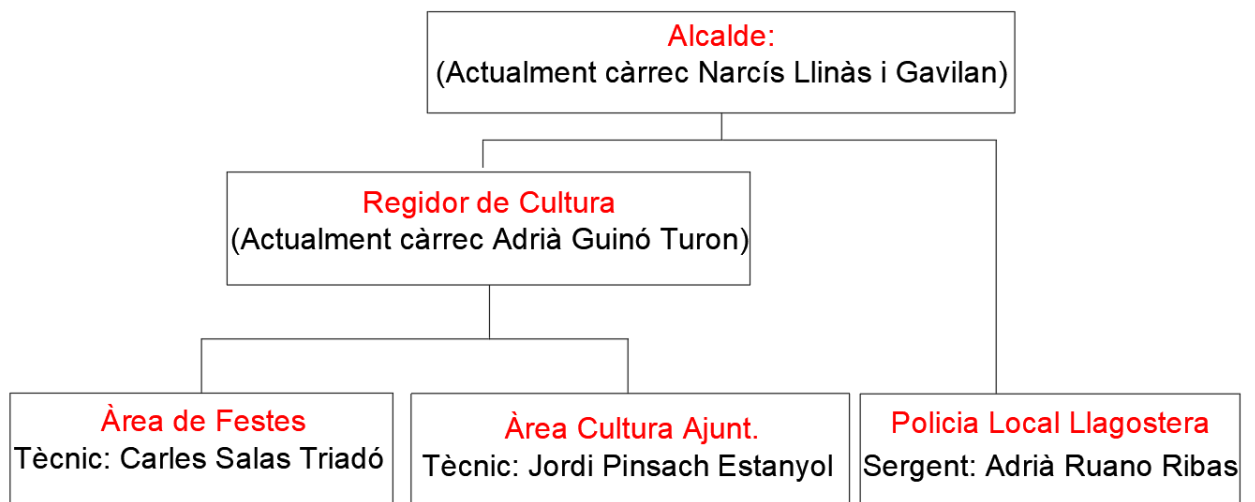 Alcalde:
(Actualment càrrec Narcís Llinàs i Gavilan)
Regidor de Cultura
(Actualment càrrec Adrià Guinó Turon)
Àrea de Festes
Tècnic: Carles Salas Triadó
Àrea Cultura Ajunt.
Tècnic: Jordi Pinsach Estanyol
Policia Local Llagostera
Sergent: Adrià Ruano Ribas